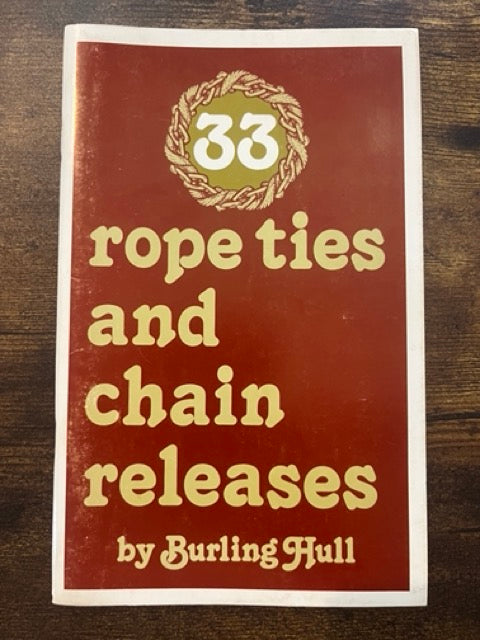 33
rope ties
and
chain
releases
by Burling Hull